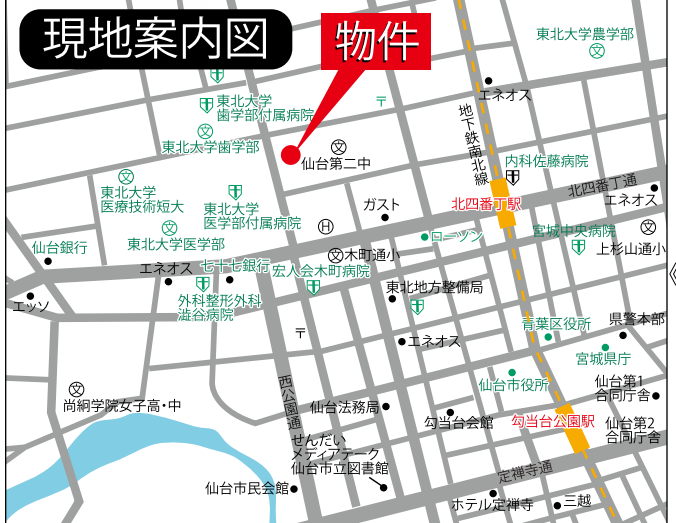 現地案内図
物件
東北大学農学部
エネオス
東北大学
歯学部付属病院
〒
地下鉄南北線
東北大学歯学部
文
仙台第二中
内科佐藤病院
東北大学
医療技術短大
東北大学
医学部付属病院
ガスト
北四番丁駅
北四番丁通
エネオス
H
ローソン
宮城中央病院
仙台銀行
東北大学医学部
文
木町通小
文
上杉山通小
エネオス
七十七銀行
宏人会木町病院
エッソ
外科整形外科
澁谷病院
東北地方整備局
〒
エネオス
青葉区役所
県警本部
宮城県庁
文
尚絅学院女子高・中
西公園通
仙台法務局
仙台市役所
仙台第1
合同庁舎
勾当台会館
勾当台公園駅
仙台第2
合同庁舎
せんだい
メディアテーク
仙台市立図書館
定禅寺通
仙台市民会館
ホテル定禅寺
三越